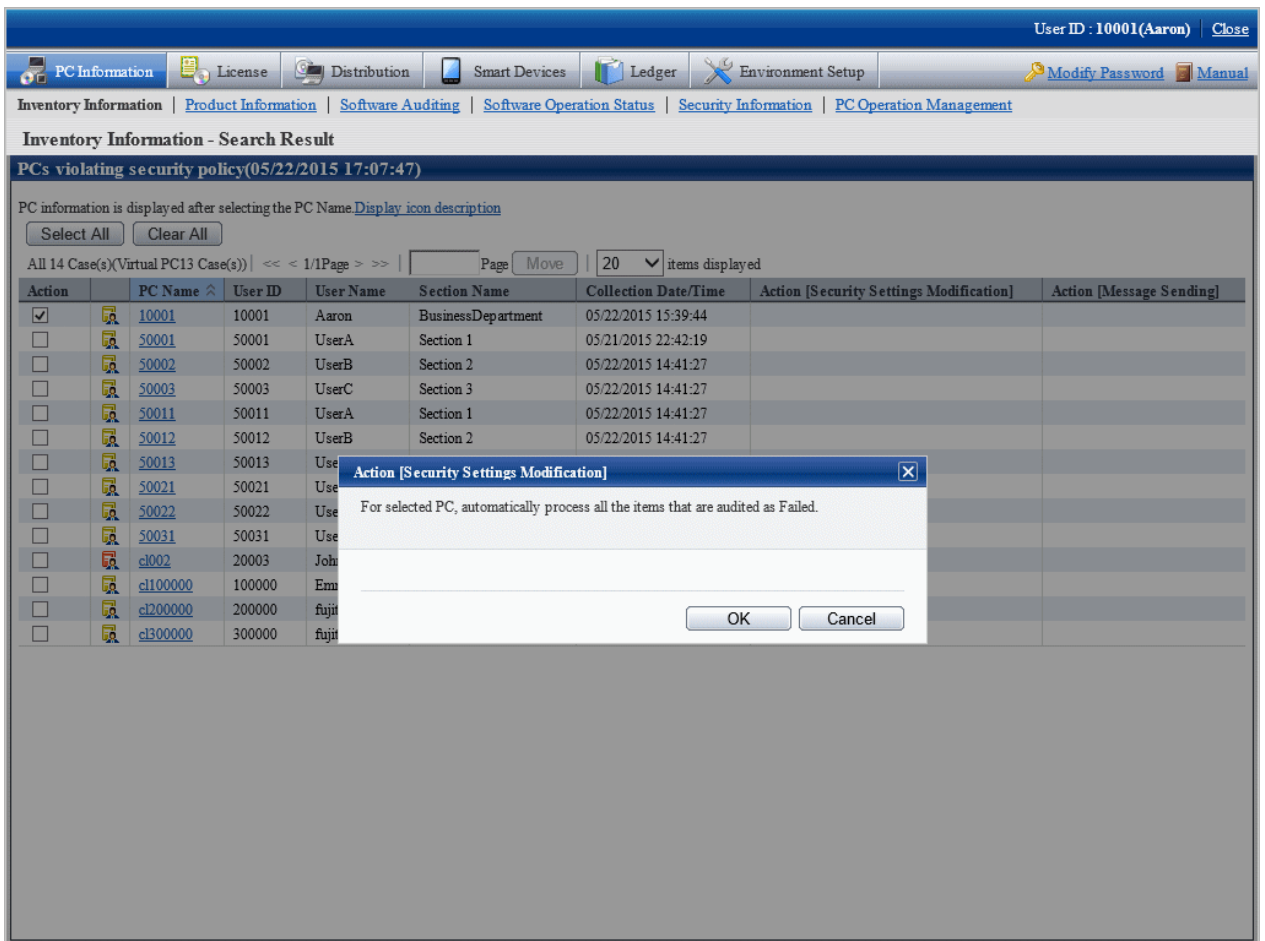 User ID : 10001(Aaron) Close
PC Information License Distribution Smart Devices Ledger Environment Setup Modify Password Manual
Inventory Information | Product Information | Software Auditing | Software Operation Status | Security Information | PC Operation Management
Inventory Information - Search Result
PCs violating security policy(05/22/2015 17:07:47)
PC information is displayed after selecting the PC Name.Display icon description
Select All Clear All
All 14 Case(s)(Virtual PC13 Case(s)) | << < 1/1Page > >> | Page Move | 20 items displayed
Action PC Name User ID User Name Section Name Collection Date/Time Action [Security Settings Modification] Action [Message Sending]
10001 10001 Aaron BusinessDepartment 05/22/2015 15:39:44
50001 50001 UserA Section 1 05/21/2015 22:42:19
50002 50002 UserB Section 2 05/22/2015 14:41:27
50003 50003 UserC Section 3 05/22/2015 14:41:27
50011 50011 UserA Section 1 05/22/2015 14:41:27
50012 50012 UserB Section 2 05/22/2015 14:41:27
50013 50013 Use
50021 50021 Use
50022 50022 Use
50031 50031 Use
cl002 20003 Joh
cl100000 100000 Em
cl200000 200000 fujit
cl300000 300000 fujit
Action [Security Settings Modification]
For selected PC, automatically process all the items that are audited as Failed.
OK Cancel